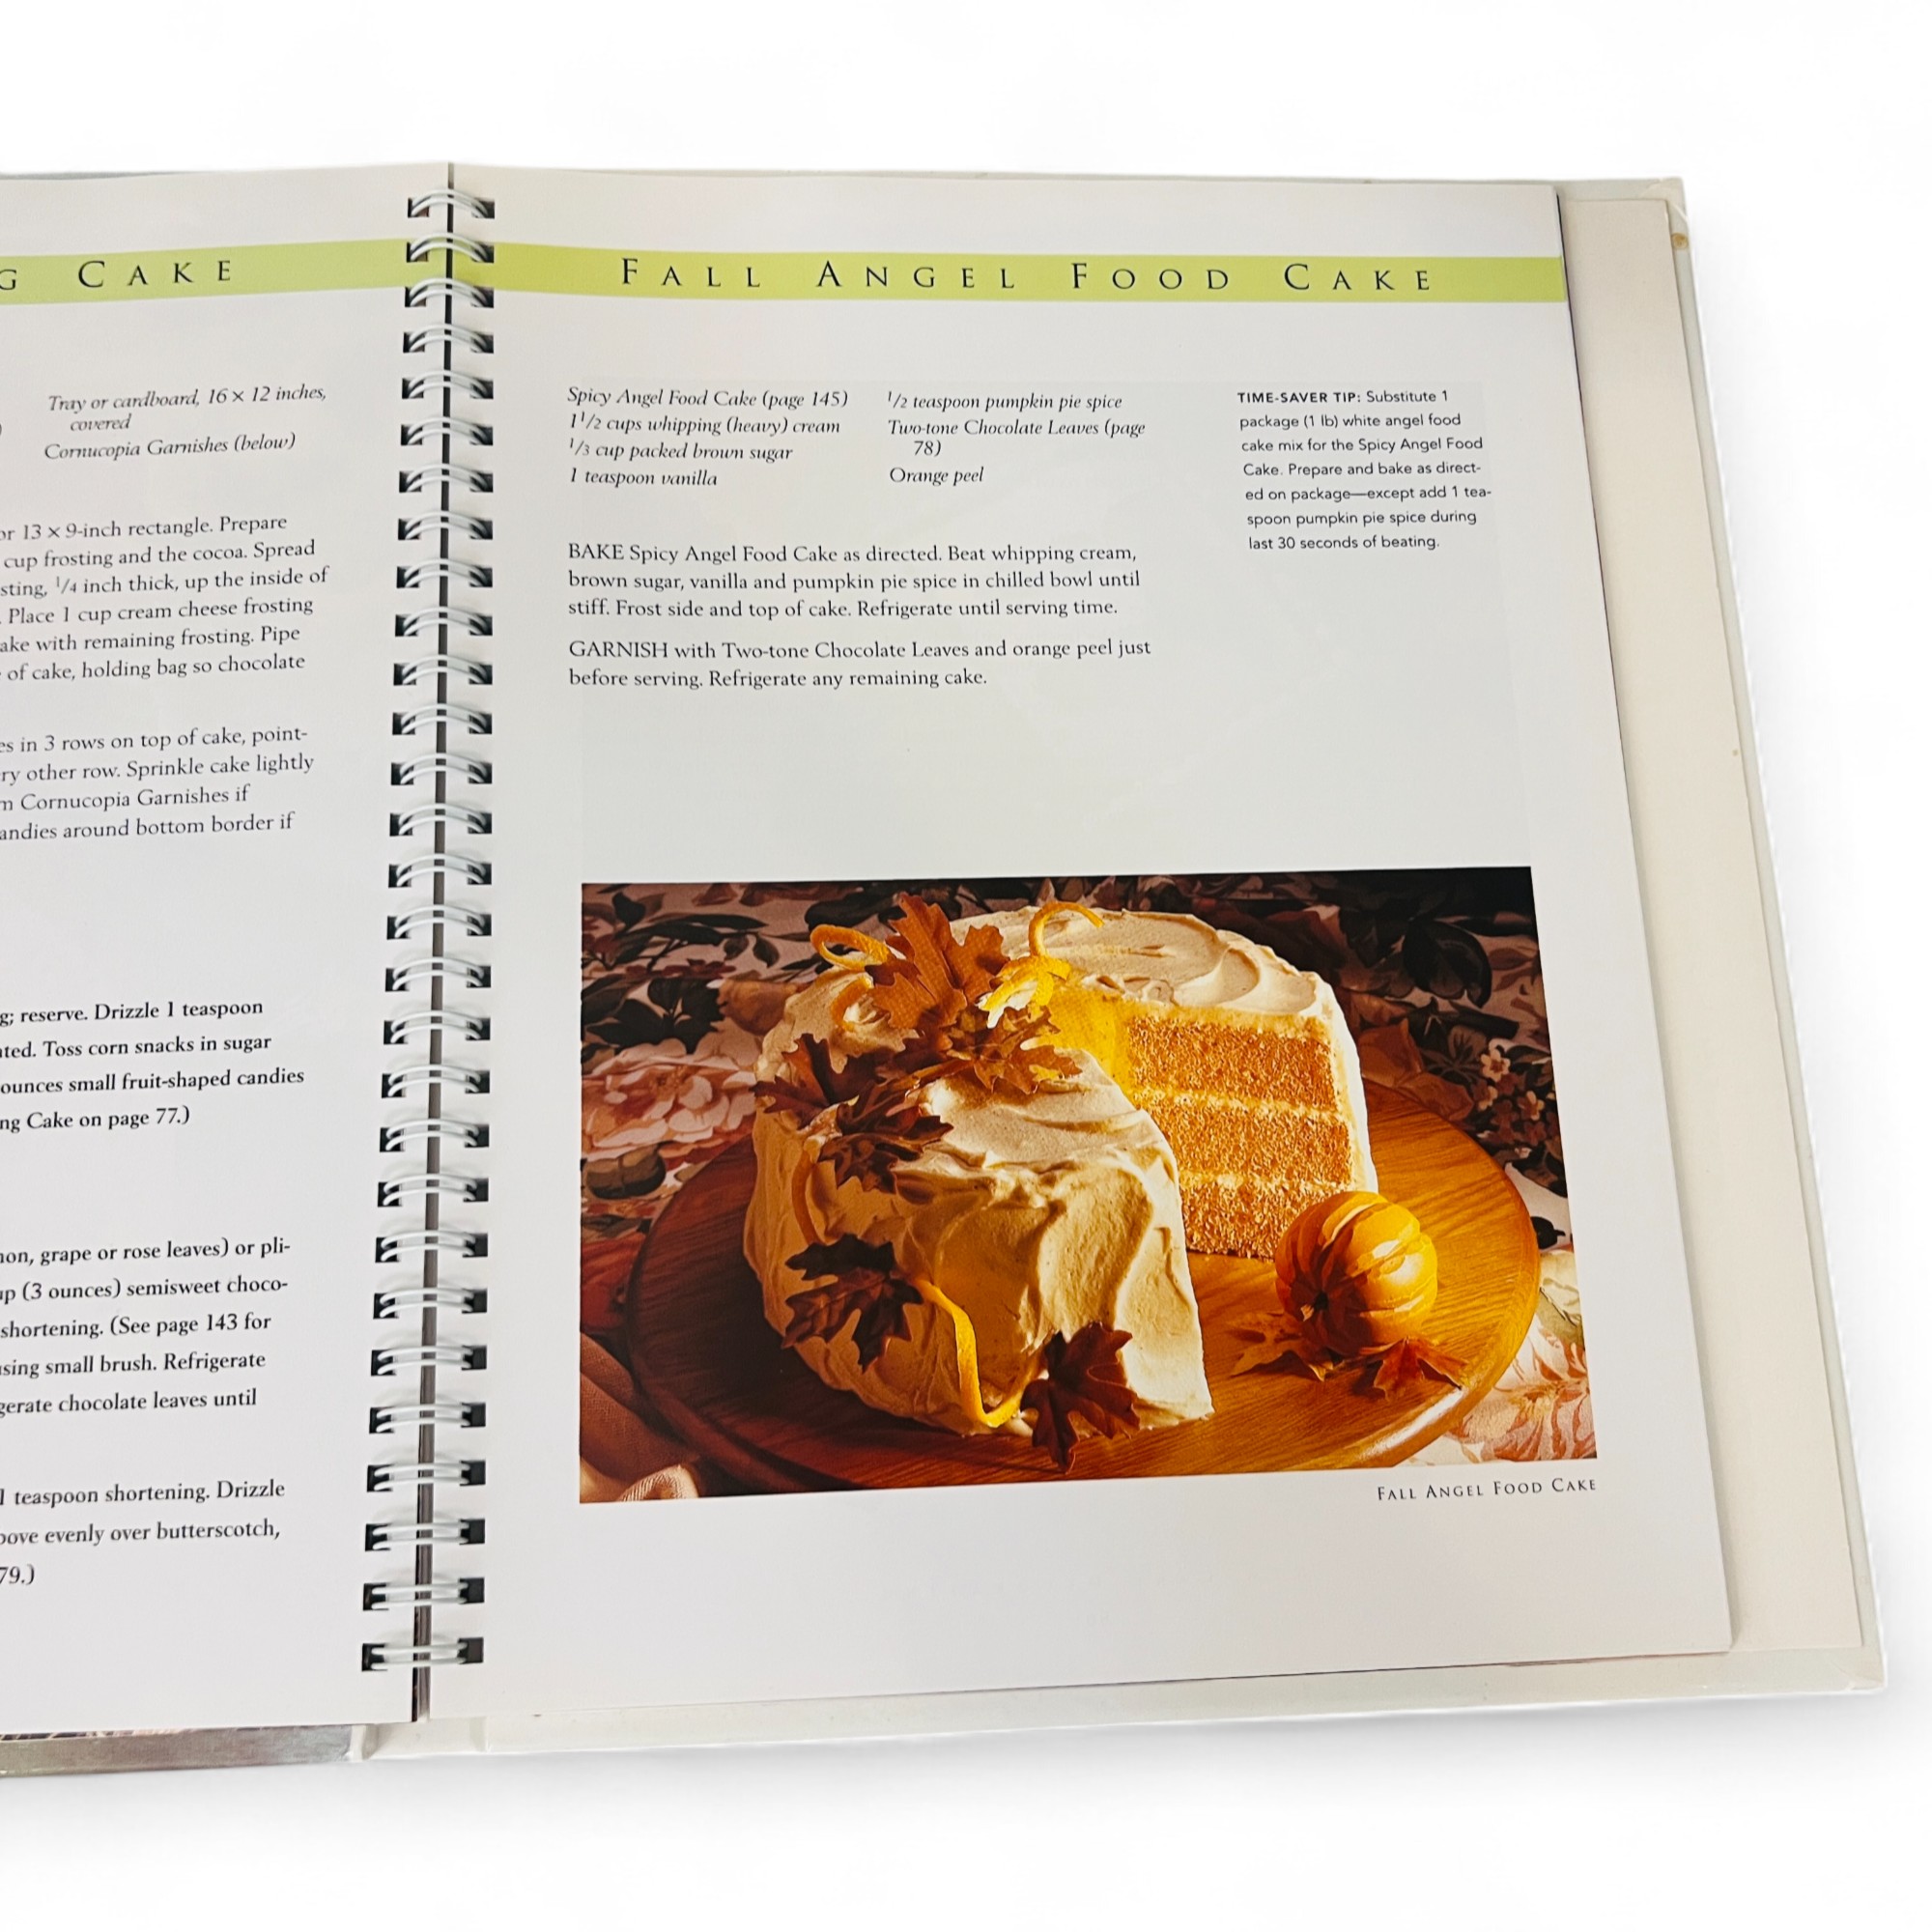 G CAKE
Tray or cardboard, 16 × 12 inches,
covered
Cornucopia Garnishes (below)
or 13 × 9-inch rectangle. Prepare
cup frosting and the cocoa. Spread
sting, 1/4 inch thick, up the inside of
. Place 1 cup cream cheese frosting
ake with remaining frosting. Pipe
of cake, holding bag so chocolate
es in 3 rows on top of cake, point-
ry other row. Sprinkle cake lightly
m Cornucopia Garnishes if
andies around bottom border if
g; reserve. Drizzle 1 teaspoon
ated. Toss corn snacks in sugar
ounces small fruit-shaped candies
ng Cake on page 77.)
non, grape or rose leaves) or pli-
up (3 ounces) semisweet choco-
shortening. (See page 143 for
using small brush. Refrigerate
gerate chocolate leaves until
1 teaspoon shortening. Drizzle
bove evenly over butterscotch,
79.)
FALL ANGEL FOOD CAKE
Spicy Angel Food Cake (page 145)
1 1/2 cups whipping (heavy) cream
1/3 cup packed brown sugar
1 teaspoon vanilla
1/2 teaspoon pumpkin pie spice
Two-tone Chocolate Leaves (page
78)
Orange peel
BAKE Spicy Angel Food Cake as directed. Beat whipping cream,
brown sugar, vanilla and pumpkin pie spice in chilled bowl until
stiff. Frost side and top of cake. Refrigerate until serving time.
GARNISH with Two-tone Chocolate Leaves and orange peel just
before serving. Refrigerate any remaining cake.
TIME-SAVER TIP: Substitute 1
package (1 lb) white angel food
cake mix for the Spicy Angel Food
Cake. Prepare and bake as direct-
ed on package—except add 1 tea-
spoon pumpkin pie spice during
last 30 seconds of beating.
FALL ANGEL FOOD CAKE